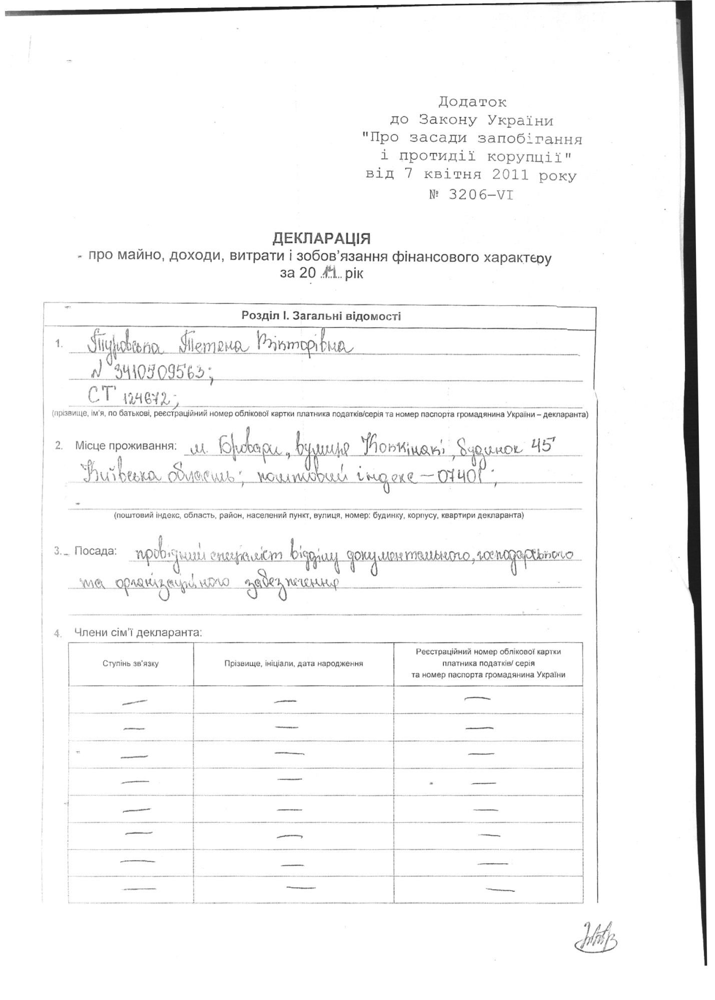 Додаток
до Закону України
"Про засади запобігання
і протидії корупції"
від 7 квітня 2011 року
№ 3206–VI
ДЕКЛАРАЦІЯ
про майно, доходи, витрати і зобов'язання фінансового характеру
за 20 14 рік
Розділ I. Загальні відомості
1. Туровська Тетяна Вікторівна
N 3410509563;
СТ 124672;
(прізвище, ім'я, по батькові, реєстраційний номер облікової картки платника податків/серія та номер паспорта громадянина України – декларанта)
2. Місце проживання: м. Бровари, вулиця Коккінакі, будинок 45
Київська область; поштовий індекс – 07401;
(поштовий індекс, область, район, населений пункт, вулиця, номер: будинку, корпусу, квартири декларанта)
3. Посада: провідний спеціаліст відділу документального, господарського
та організаційного забезпечення
4. Члени сім'ї декларанта:
Ступінь зв'язку
Прізвище, ініціали, дата народження
Реєстраційний номер облікової картки
платника податків/ серія
та номер паспорта громадянина України
— — —
— — —
— — —
— — —
— — —
— — —
— — —
— — —